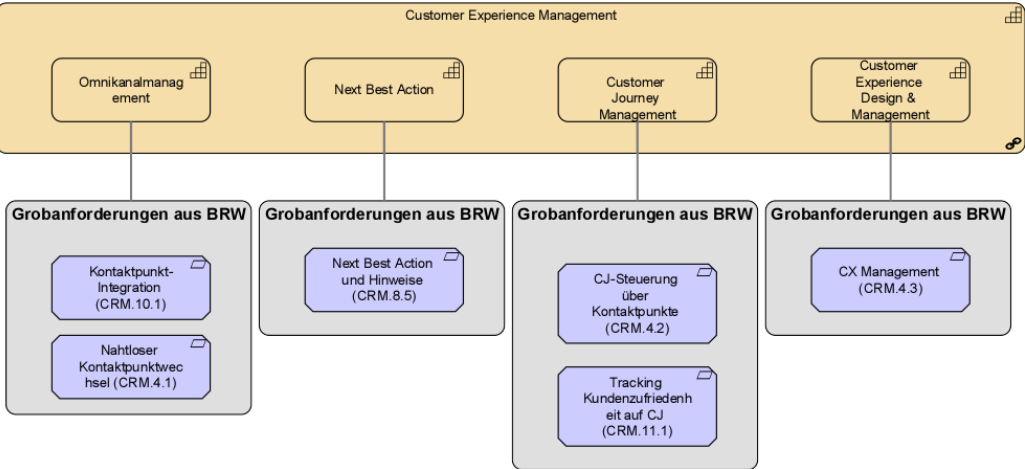 Customer Experience Management
Omnikanalmanag
ement
Next Best Action
Customer
Journey
Management
Customer
Experience
Design &
Management
Grobanforderungen aus BRW
Kontaktpunkt-
Integration
(CRM.10.1)
Nahtloser
Kontaktpunktwec
hsel (CRM.4.1)
Grobanforderungen aus BRW
Next Best Action
und Hinweise
(CRM.8.5)
Grobanforderungen aus BRW
CJ-Steuerung
über
Kontaktpunkte
(CRM.4.2)
Tracking
Kundenzufriedenh
eit auf CJ
(CRM.11.1)
Grobanforderungen aus BRW
CX Management
(CRM.4.3)